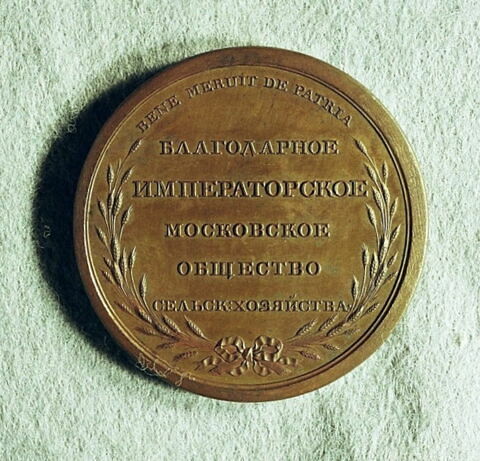 BENE MERUIT DE PATRIA
БЛАГОДАРНОЕ
ИМПЕРАТОРСКОЕ
МОСКОВСКОЕ
ОБЩЕСТВО
СЕЛЬСК·ХОЗЯЙСТВА